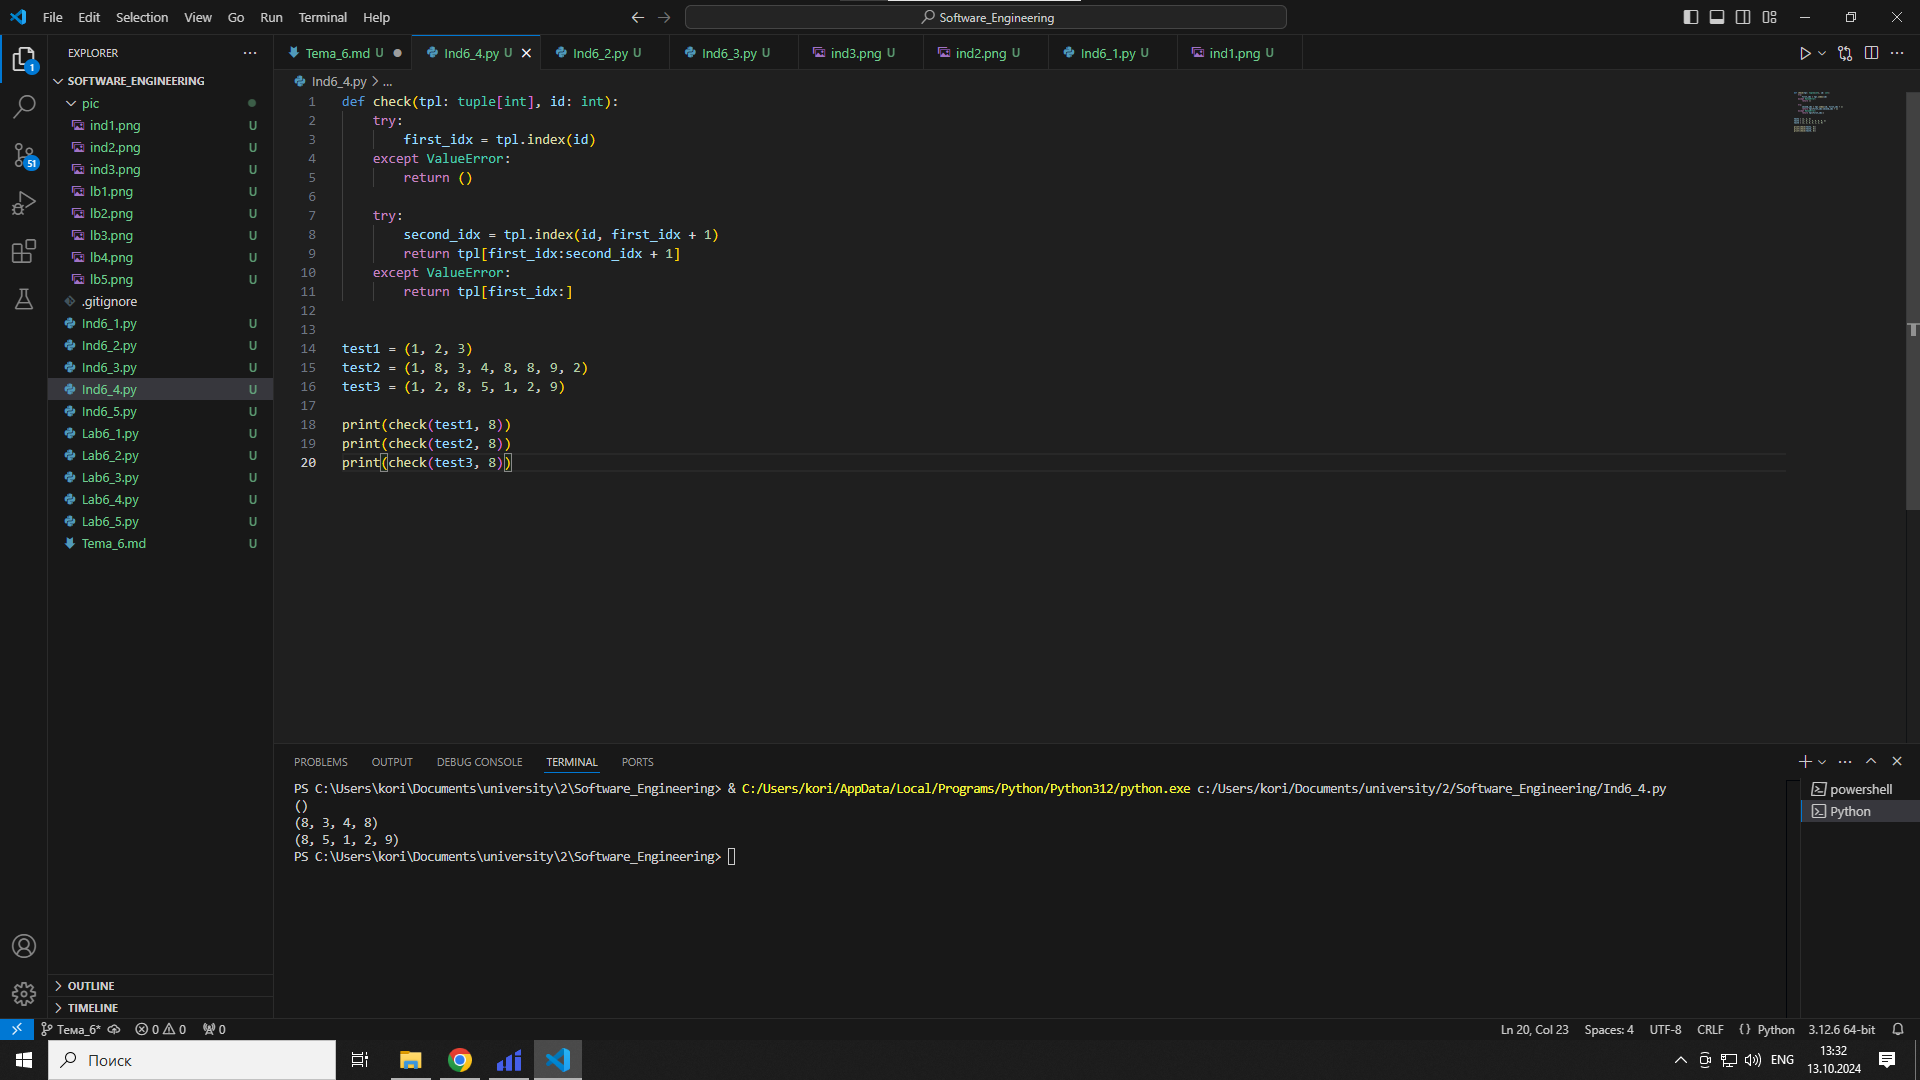 File Edit Selection View Go Run Terminal Help
Software_Engineering
EXPLORER
SOFTWARE_ENGINEERING
pic
ind1.png U
ind2.png U
ind3.png U
lb1.png U
lb2.png U
lb3.png U
lb4.png U
lb5.png U
.gitignore
Ind6_1.py U
Ind6_2.py U
Ind6_3.py U
Ind6_4.py U
Ind6_5.py U
Lab6_1.py U
Lab6_2.py U
Lab6_3.py U
Lab6_4.py U
Lab6_5.py U
Tema_6.md U
OUTLINE
TIMELINE
1
51
Tema_6.md U Ind6_4.py U Ind6_2.py U Ind6_3.py U ind3.png U ind2.png U Ind6_1.py U ind1.png U
Ind6_4.py > ...
1 def check(tpl: tuple[int], id: int):
2 try:
3 first_idx = tpl.index(id)
4 except ValueError:
5 return ()
6
7 try:
8 second_idx = tpl.index(id, first_idx + 1)
9 return tpl[first_idx:second_idx + 1]
10 except ValueError:
11 return tpl[first_idx:]
12
13
14 test1 = (1, 2, 3)
15 test2 = (1, 8, 3, 4, 8, 8, 9, 2)
16 test3 = (1, 2, 8, 5, 1, 2, 9)
17
18 print(check(test1, 8))
19 print(check(test2, 8))
20 print(check(test3, 8))
PROBLEMS OUTPUT DEBUG CONSOLE TERMINAL PORTS
PS C:\Users\kori\Documents\university\2\Software_Engineering> & C:/Users/kori/AppData/Local/Programs/Python/Python312/python.exe c:/Users/kori/Documents/university/2/Software_Engineering/Ind6_4.py
()
(8, 3, 4, 8)
(8, 5, 1, 2, 9)
PS C:\Users\kori\Documents\university\2\Software_Engineering>
powershell
Python
Тема_6* 0 0 0
Ln 20, Col 23 Spaces: 4 UTF-8 CRLF {} Python 3.12.6 64-bit
Поиск
ENG
13:32
13.10.2024